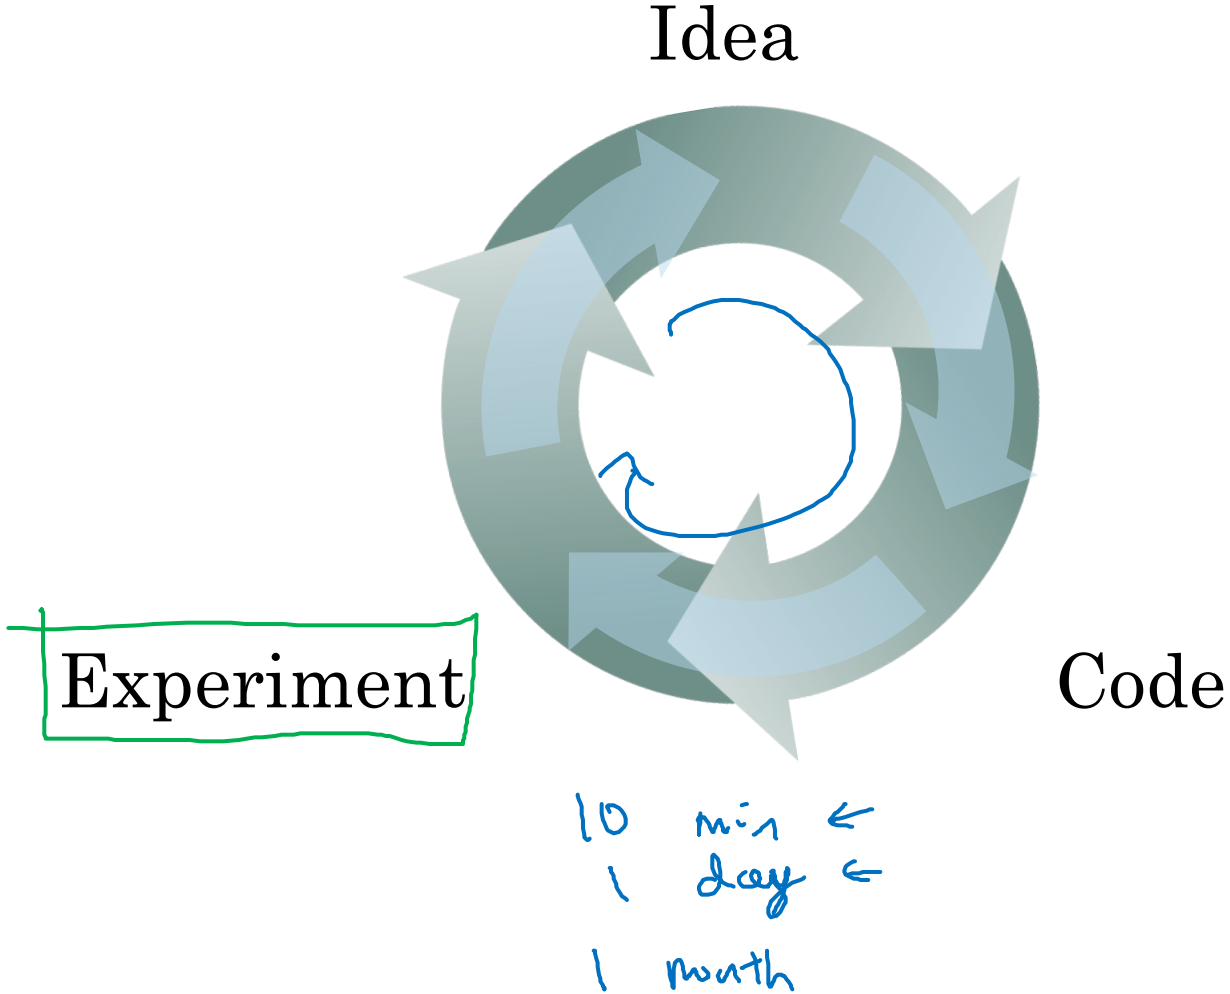 Idea
Experiment
Code
10 min ←
1 day ←
1 month